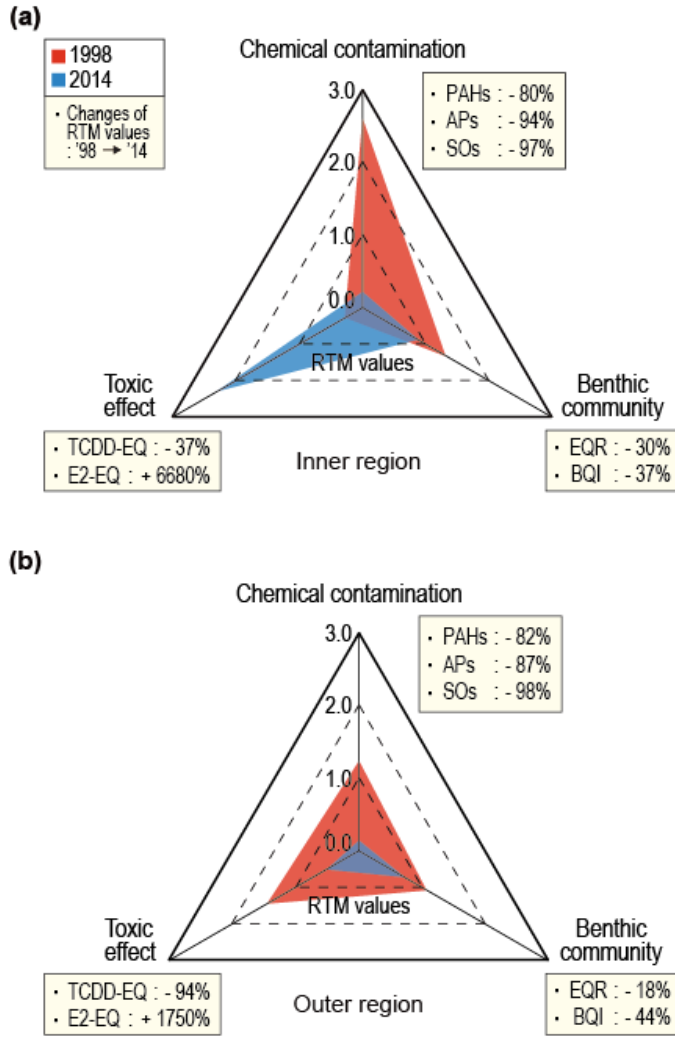 (a)
1998
2014
· Changes of
RTM values
: '98 → '14
Chemical contamination
· PAHs : - 80%
· APs : - 94%
· SOs : - 97%
3.0
2.0
1.0
0.0
RTM values
Toxic
effect
Benthic
community
· TCDD-EQ : - 37%
· E2-EQ : + 6680%
Inner region
· EQR : - 30%
· BQI : - 37%
(b)
Chemical contamination
· PAHs : - 82%
· APs : - 87%
· SOs : - 98%
3.0
2.0
1.0
0.0
RTM values
Toxic
effect
Benthic
community
· TCDD-EQ : - 94%
· E2-EQ : + 1750%
Outer region
· EQR : - 18%
· BQI : - 44%